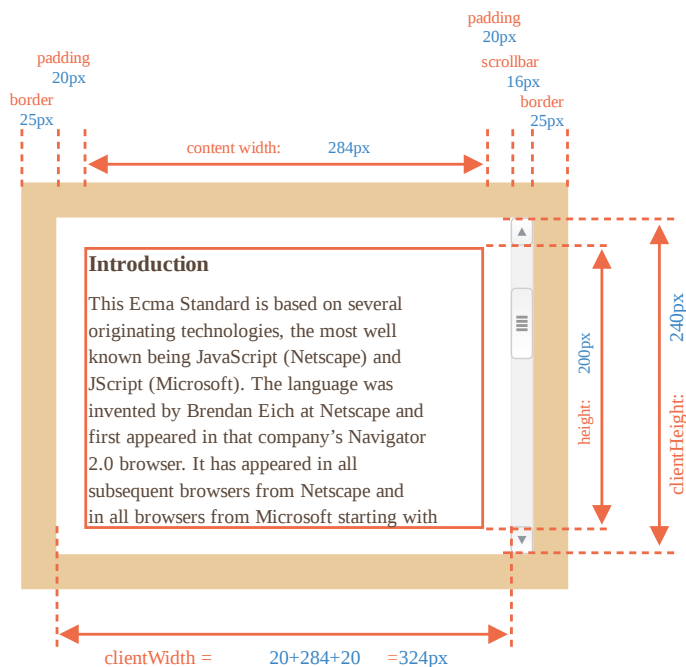 padding
20px
padding
20px
scrollbar
16px
border
25px
border
25px
content width: 284px
Introduction
This Ecma Standard is based on several
originating technologies, the most well
known being JavaScript (Netscape) and
JScript (Microsoft). The language was
invented by Brendan Eich at Netscape and
first appeared in that company’s Navigator
2.0 browser. It has appeared in all
subsequent browsers from Netscape and
in all browsers from Microsoft starting with
height: 200px
clientHeight: 240px
clientWidth = 20+284+20 =324px